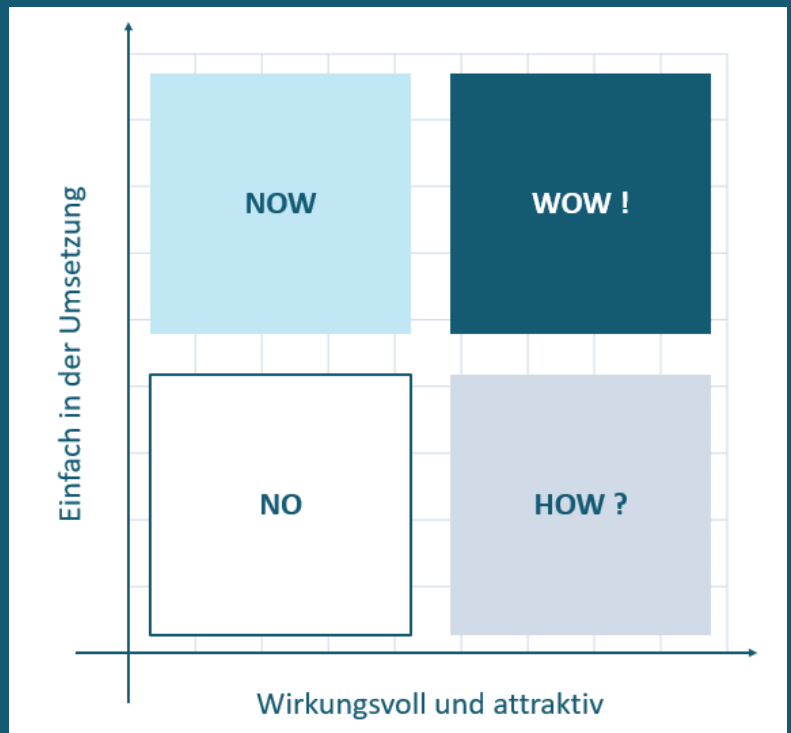 NOW
WOW !
Einfach in der Umsetzung
NO
HOW ?
Wirkungsvoll und attraktiv